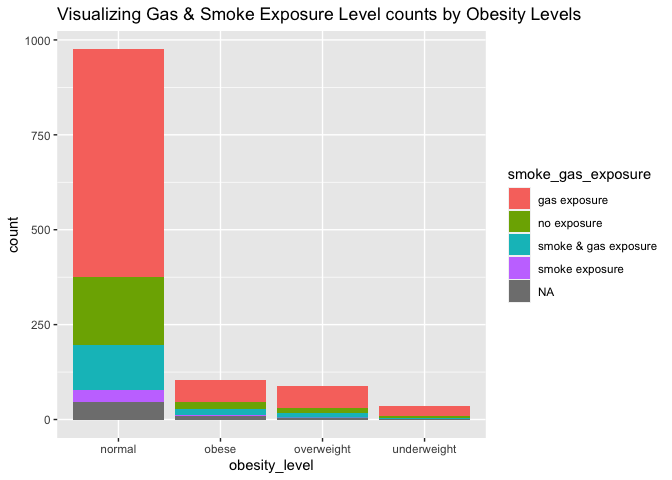 Visualizing Gas & Smoke Exposure Level counts by Obesity Levels
1000
750
500
250
0
count
normal obese overweight underweight
obesity_level
smoke_gas_exposure
gas exposure
no exposure
smoke & gas exposure
smoke exposure
NA